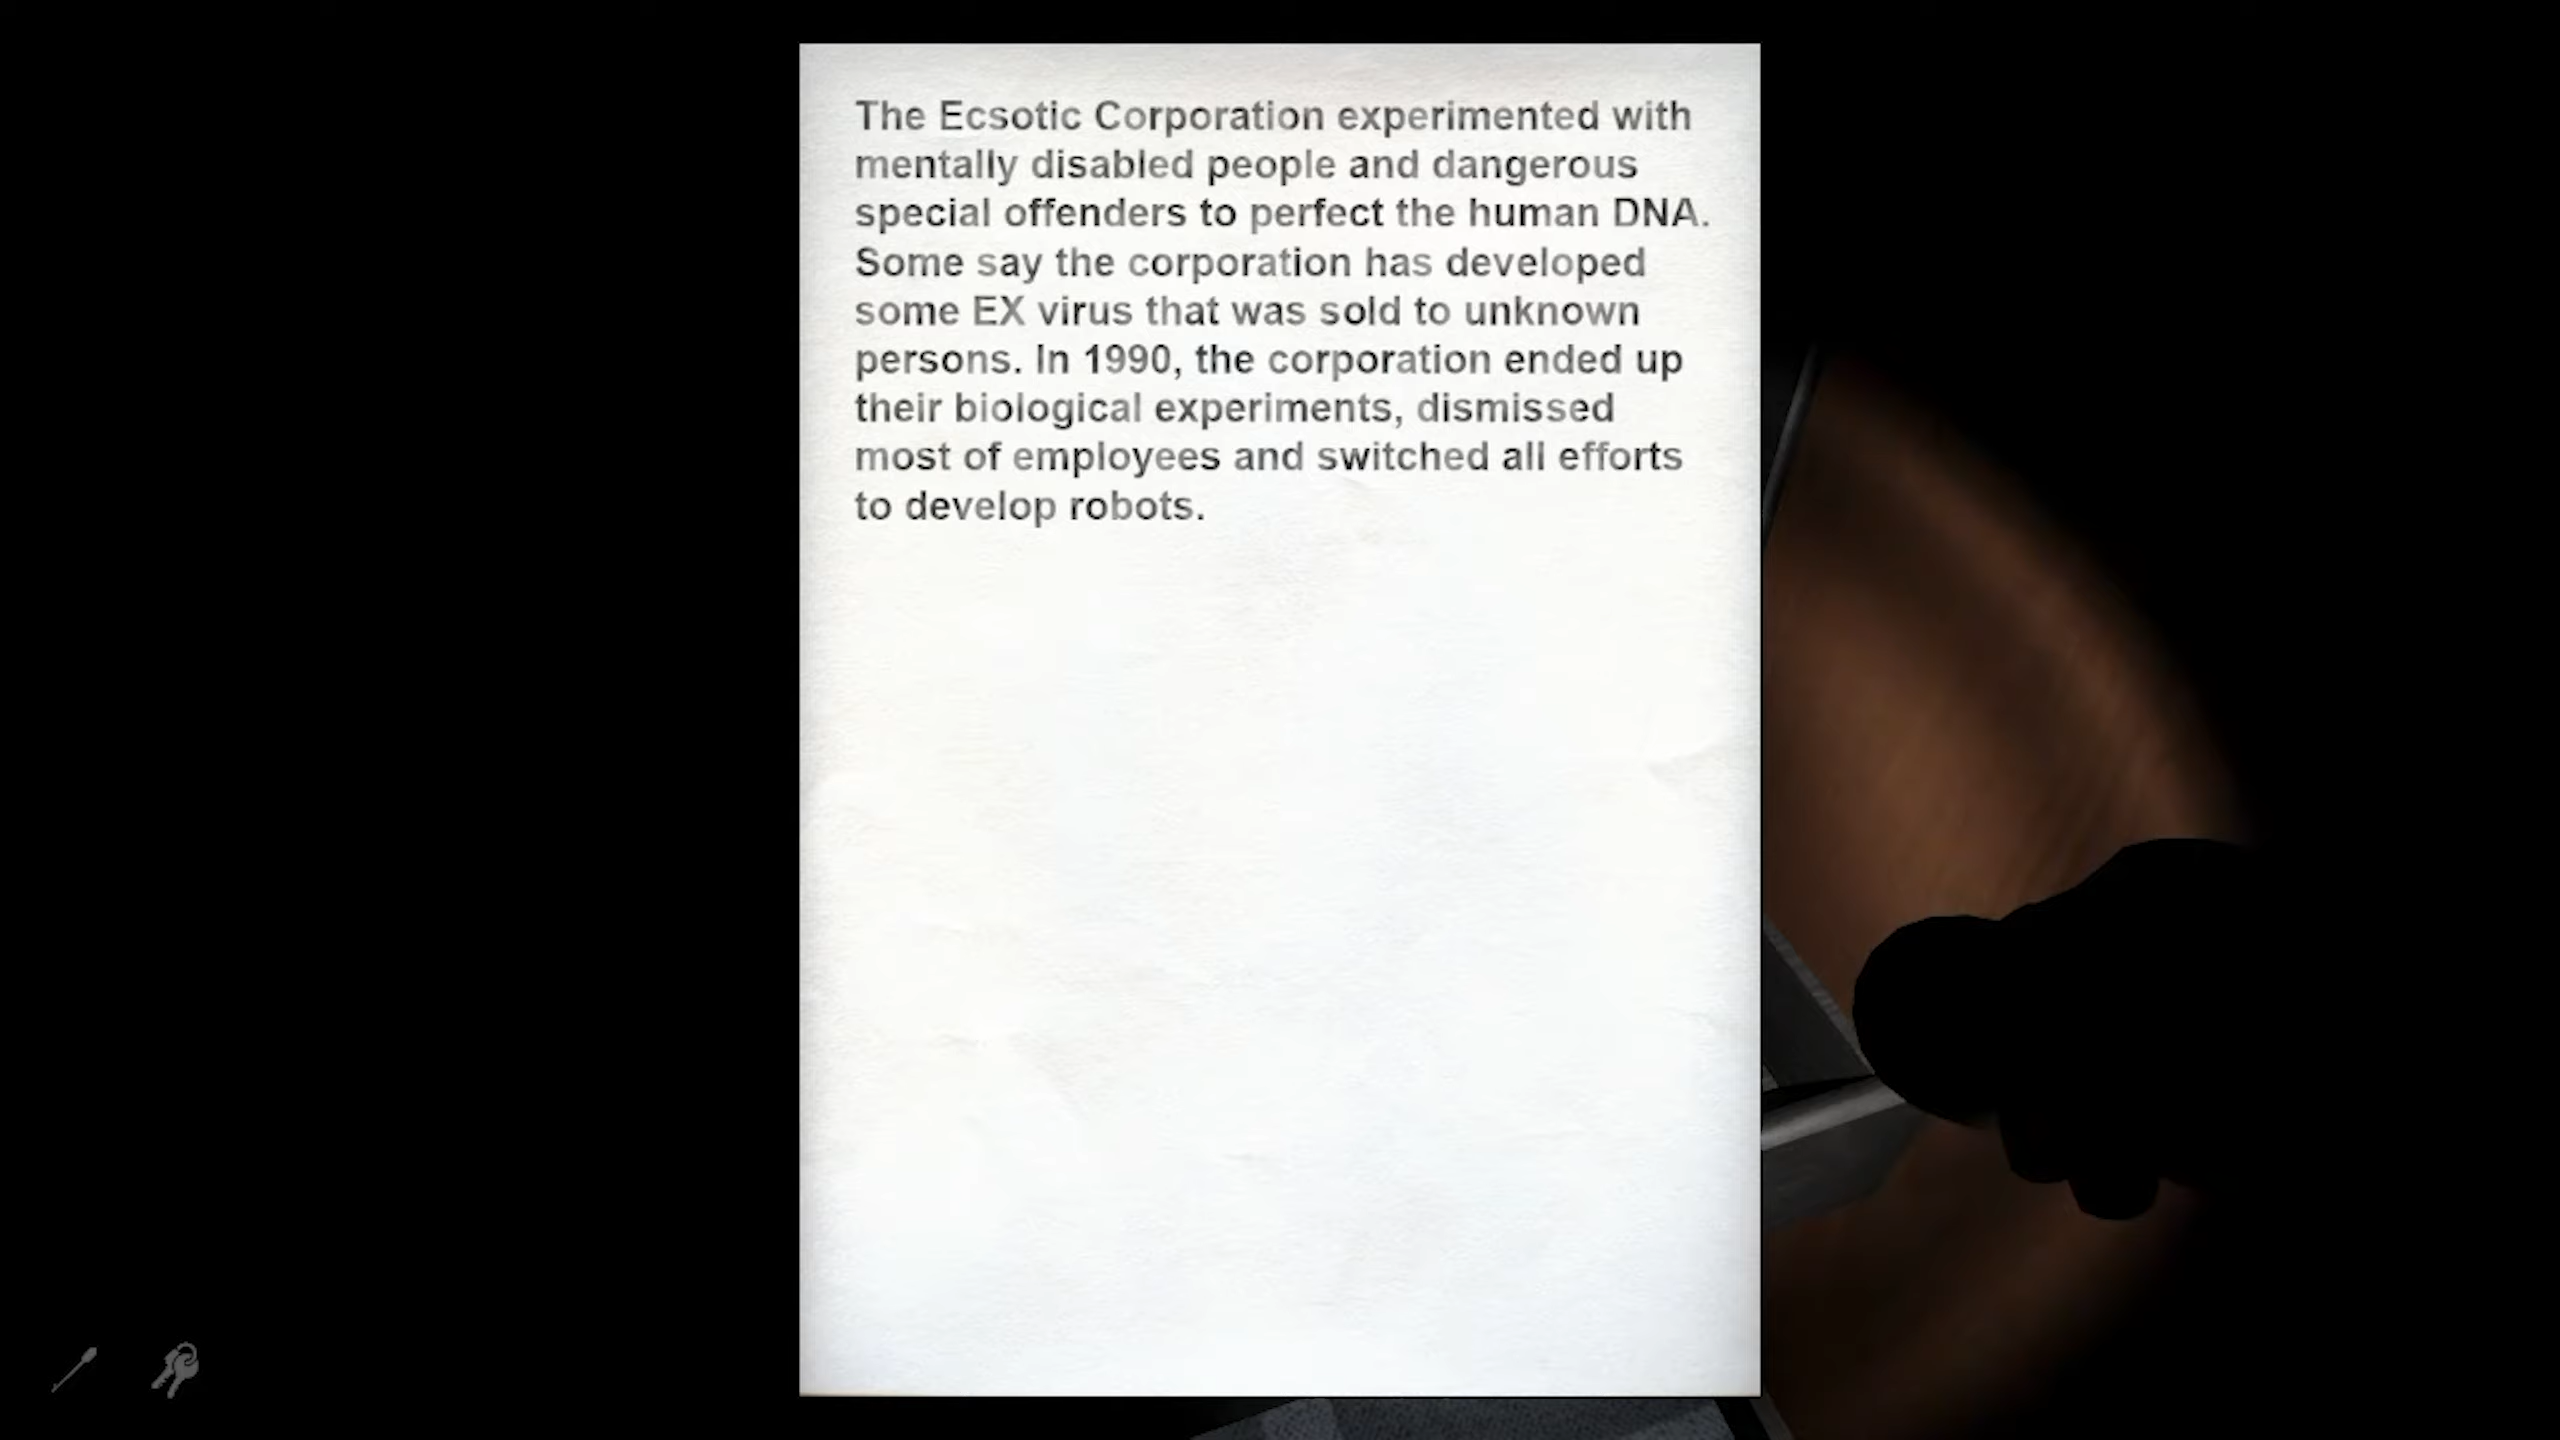 The Ecsotic Corporation experimented with
mentally disabled people and dangerous
special offenders to perfect the human DNA.
Some say the corporation has developed
some EX virus that was sold to unknown
persons. In 1990, the corporation ended up
their biological experiments, dismissed
most of employees and switched all efforts
to develop robots.